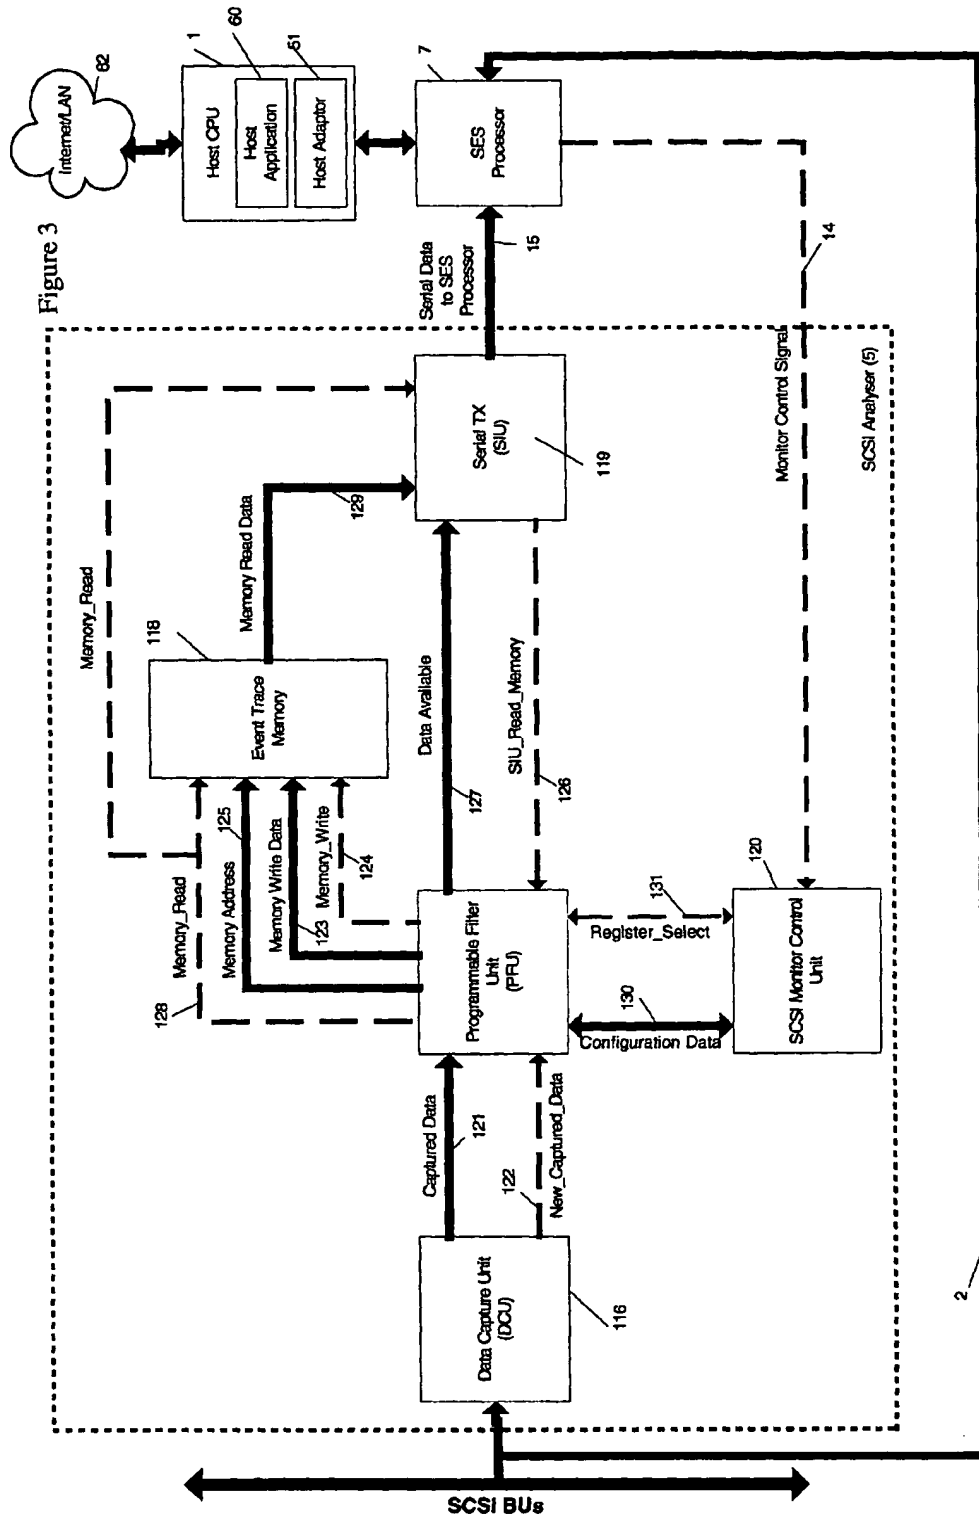 Figure 3
Internet/LAN
62
Host CPU
1
Host
Application
60
Host Adaptor
SES
Processor
7
Serial Data
to SES
Processor
15
14
Monitor Control Signal
SCSI Analyser (5)
Serial TX
(SIU)
119
Memory_Read
Memory Read Data
129
118
Event Trace
Memory
Data Available
127
SIU_Read_Memory
126
Memory_Read
128
Memory Address
125
Memory Write Data
123
Memory_Write
124
Programmable Filter
Unit
(PFU)
Register_Select
131
Configuration Data
130
120
SCSI Monitor Control
Unit
Captured Data
121
New_Captured_Data
122
Data Capture Unit
(DCU)
116
SCSI BUs
2